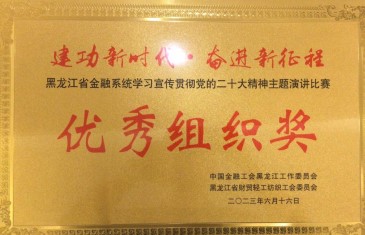 建功新时代·奋进新征程
黑龙江省金融系统学习宣传贯彻党的二十大精神主题演讲比赛
优秀组织奖
中国金融工会黑龙江工作委员会
黑龙江省财贸轻工纺织工会委员会
二〇二三年六月十六日